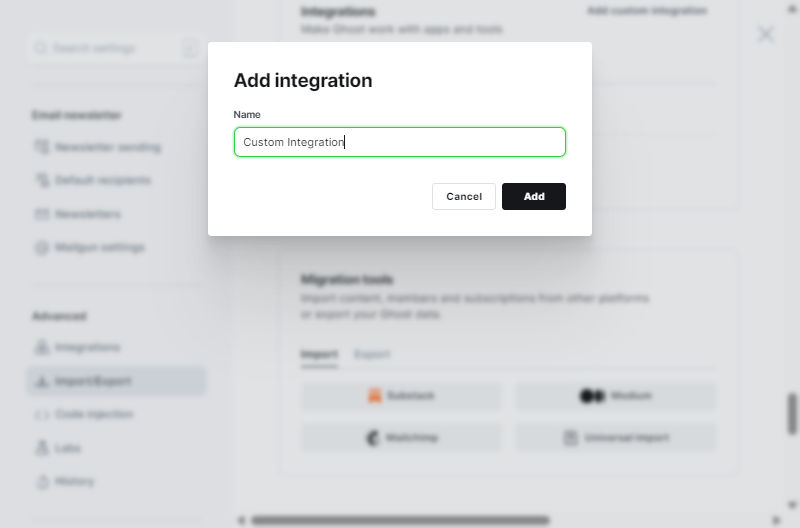 Integrations
Add custom integration
Make Ghost work with apps and tools
Search settings
Add integration
Name
Custom Integration
Cancel
Add
Email newsletter
Newsletter sending
Default recipients
Newsletters
Mailgun settings
Advanced
Integrations
Import/Export
Code injection
Labs
History
Migration tools
Import content, members and subscriptions from other platforms
or export your Ghost data.
Import
Export
Substack
Medium
Mailchimp
Universal import